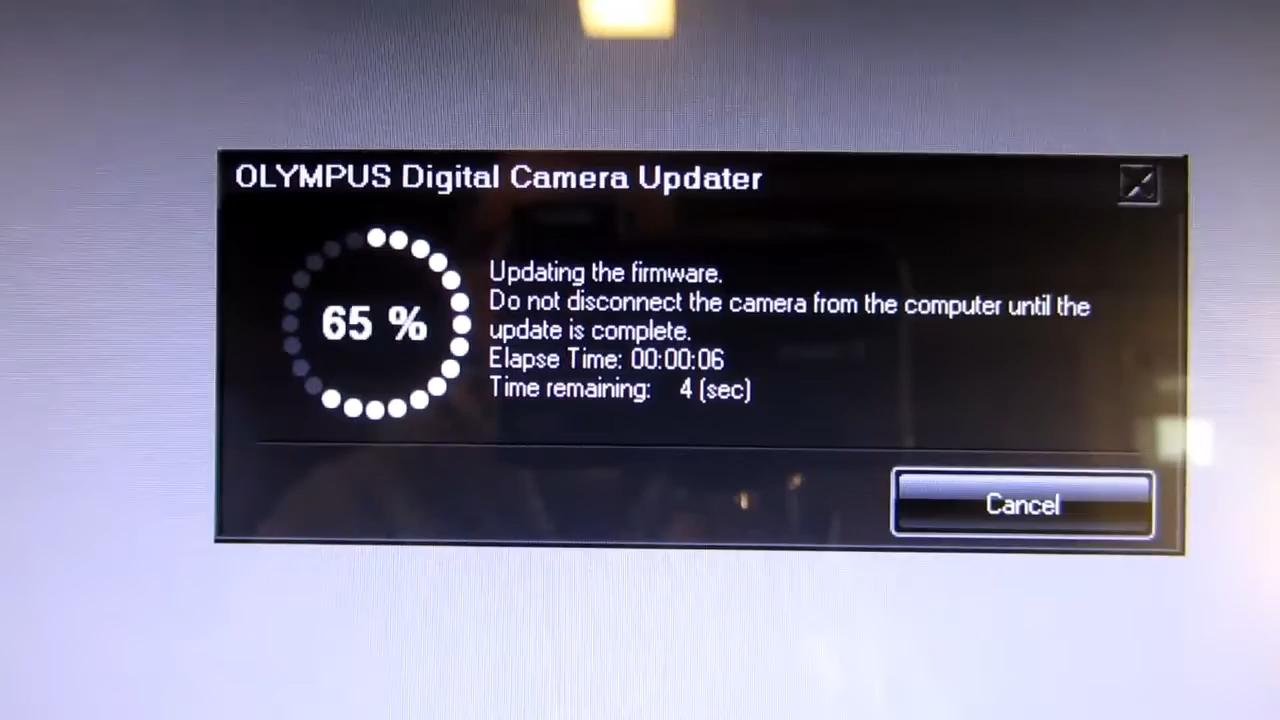 OLYMPUS Digital Camera Updater
65 %
Updating the firmware.
Do not disconnect the camera from the computer until the
update is complete.
Elapse Time: 00:00:06
Time remaining: 4 (sec)
Cancel